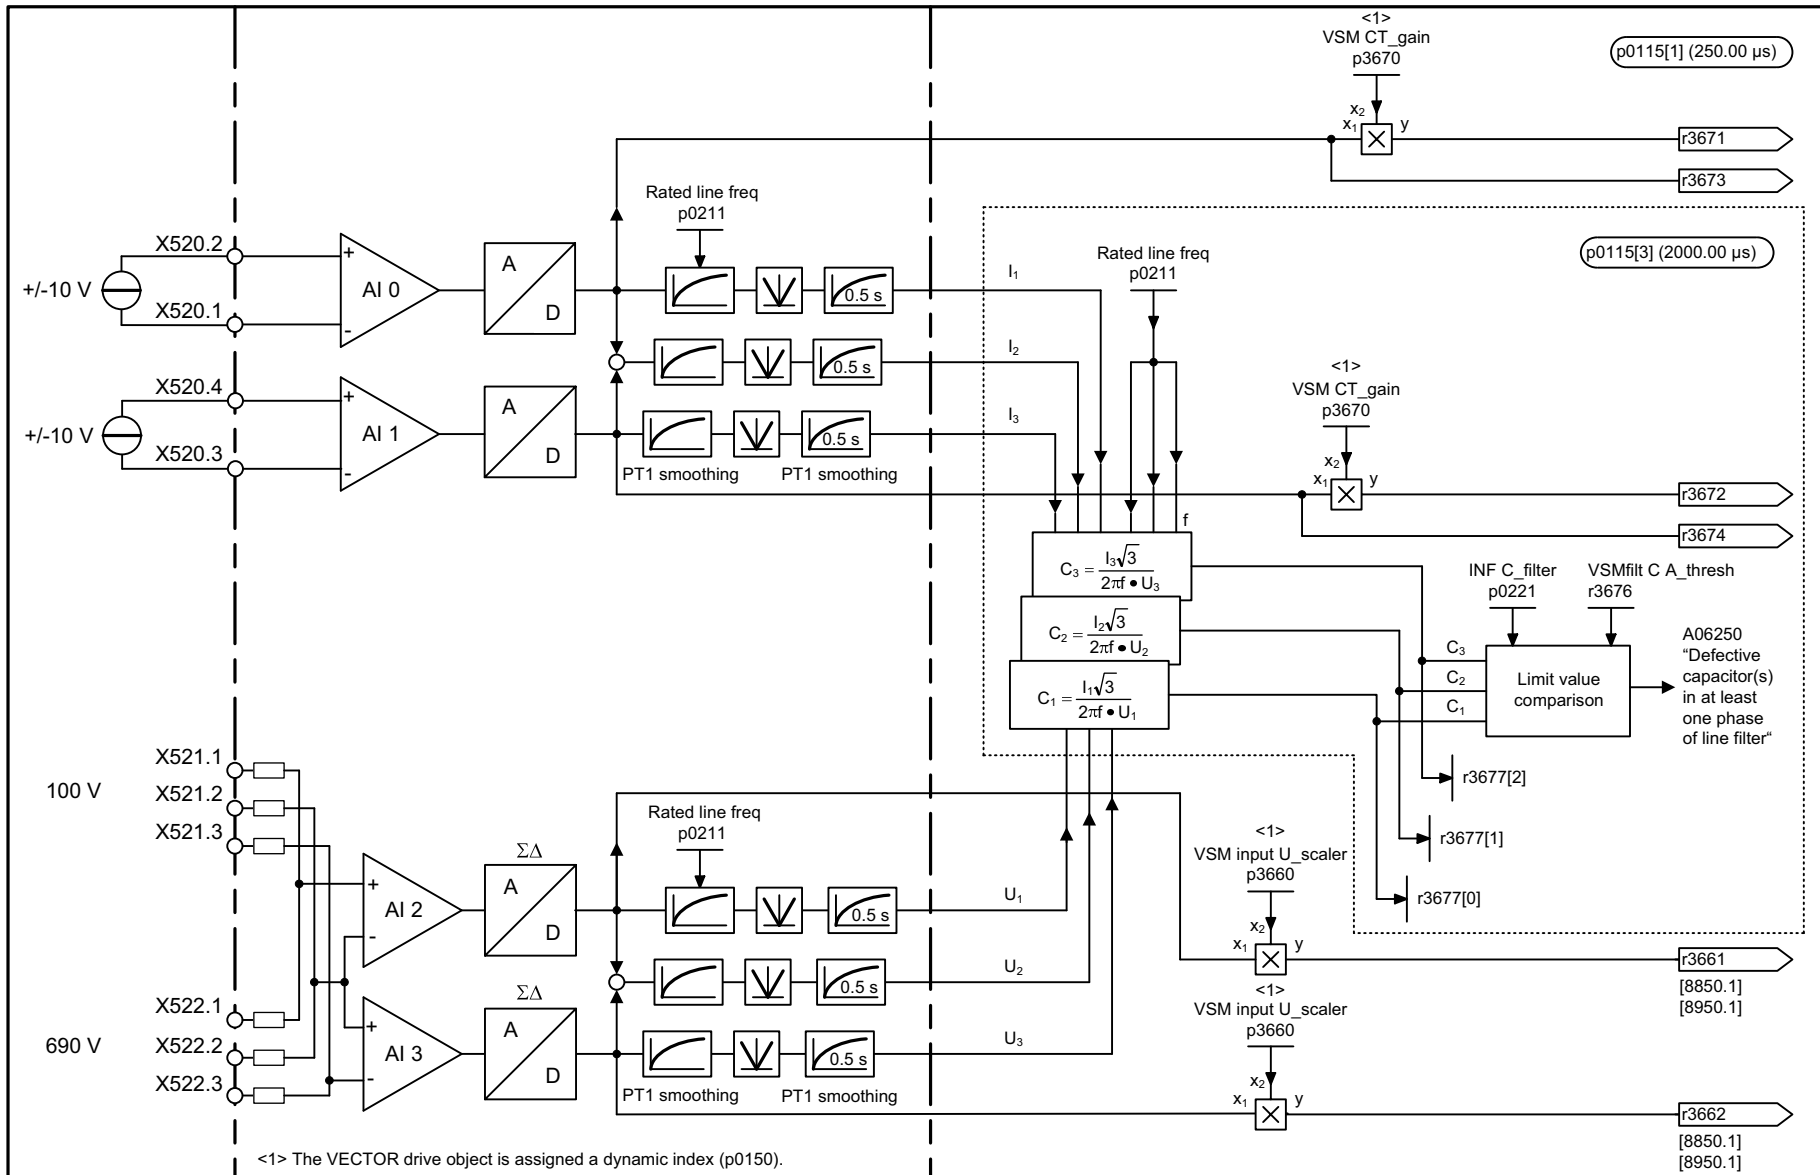 <1>
VSM CT_gain
p3670
p0115[1] (250.00 µs)
x₂
x₁
y
r3671
r3673
Rated line freq
p0211
X520.2
+/-10 V
X520.1
+
-
AI 0
A
D
0.5 s
I₁
Rated line freq
p0211
p0115[3] (2000.00 µs)
0.5 s
I₂
X520.4
+/-10 V
X520.3
+
-
AI 1
A
D
0.5 s
I₃
PT1 smoothing
PT1 smoothing
<1>
VSM CT_gain
p3670
x₂
x₁
y
r3672
r3674
f
C₃ = I₃√3 / 2πf • U₃
C₂ = I₂√3 / 2πf • U₂
C₁ = I₁√3 / 2πf • U₁
INF C_filter
p0221
VSMfilt C A_thresh
r3676
C₃
C₂
C₁
Limit value
comparison
A06250
“Defective
capacitor(s)
in at least
one phase
of line filter“
r3677[2]
r3677[1]
r3677[0]
X521.1
100 V
X521.2
X521.3
+
-
AI 2
ΣΔ
A
D
Rated line freq
p0211
0.5 s
U₁
0.5 s
U₂
<1>
VSM input U_scaler
p3660
x₂
x₁
y
r3661
[8850.1]
[8950.1]
X522.1
690 V
X522.2
X522.3
+
-
AI 3
ΣΔ
A
D
0.5 s
U₃
PT1 smoothing
PT1 smoothing
<1>
VSM input U_scaler
p3660
x₂
x₁
y
r3662
[8850.1]
[8950.1]
<1> The VECTOR drive object is assigned a dynamic index (p0150).